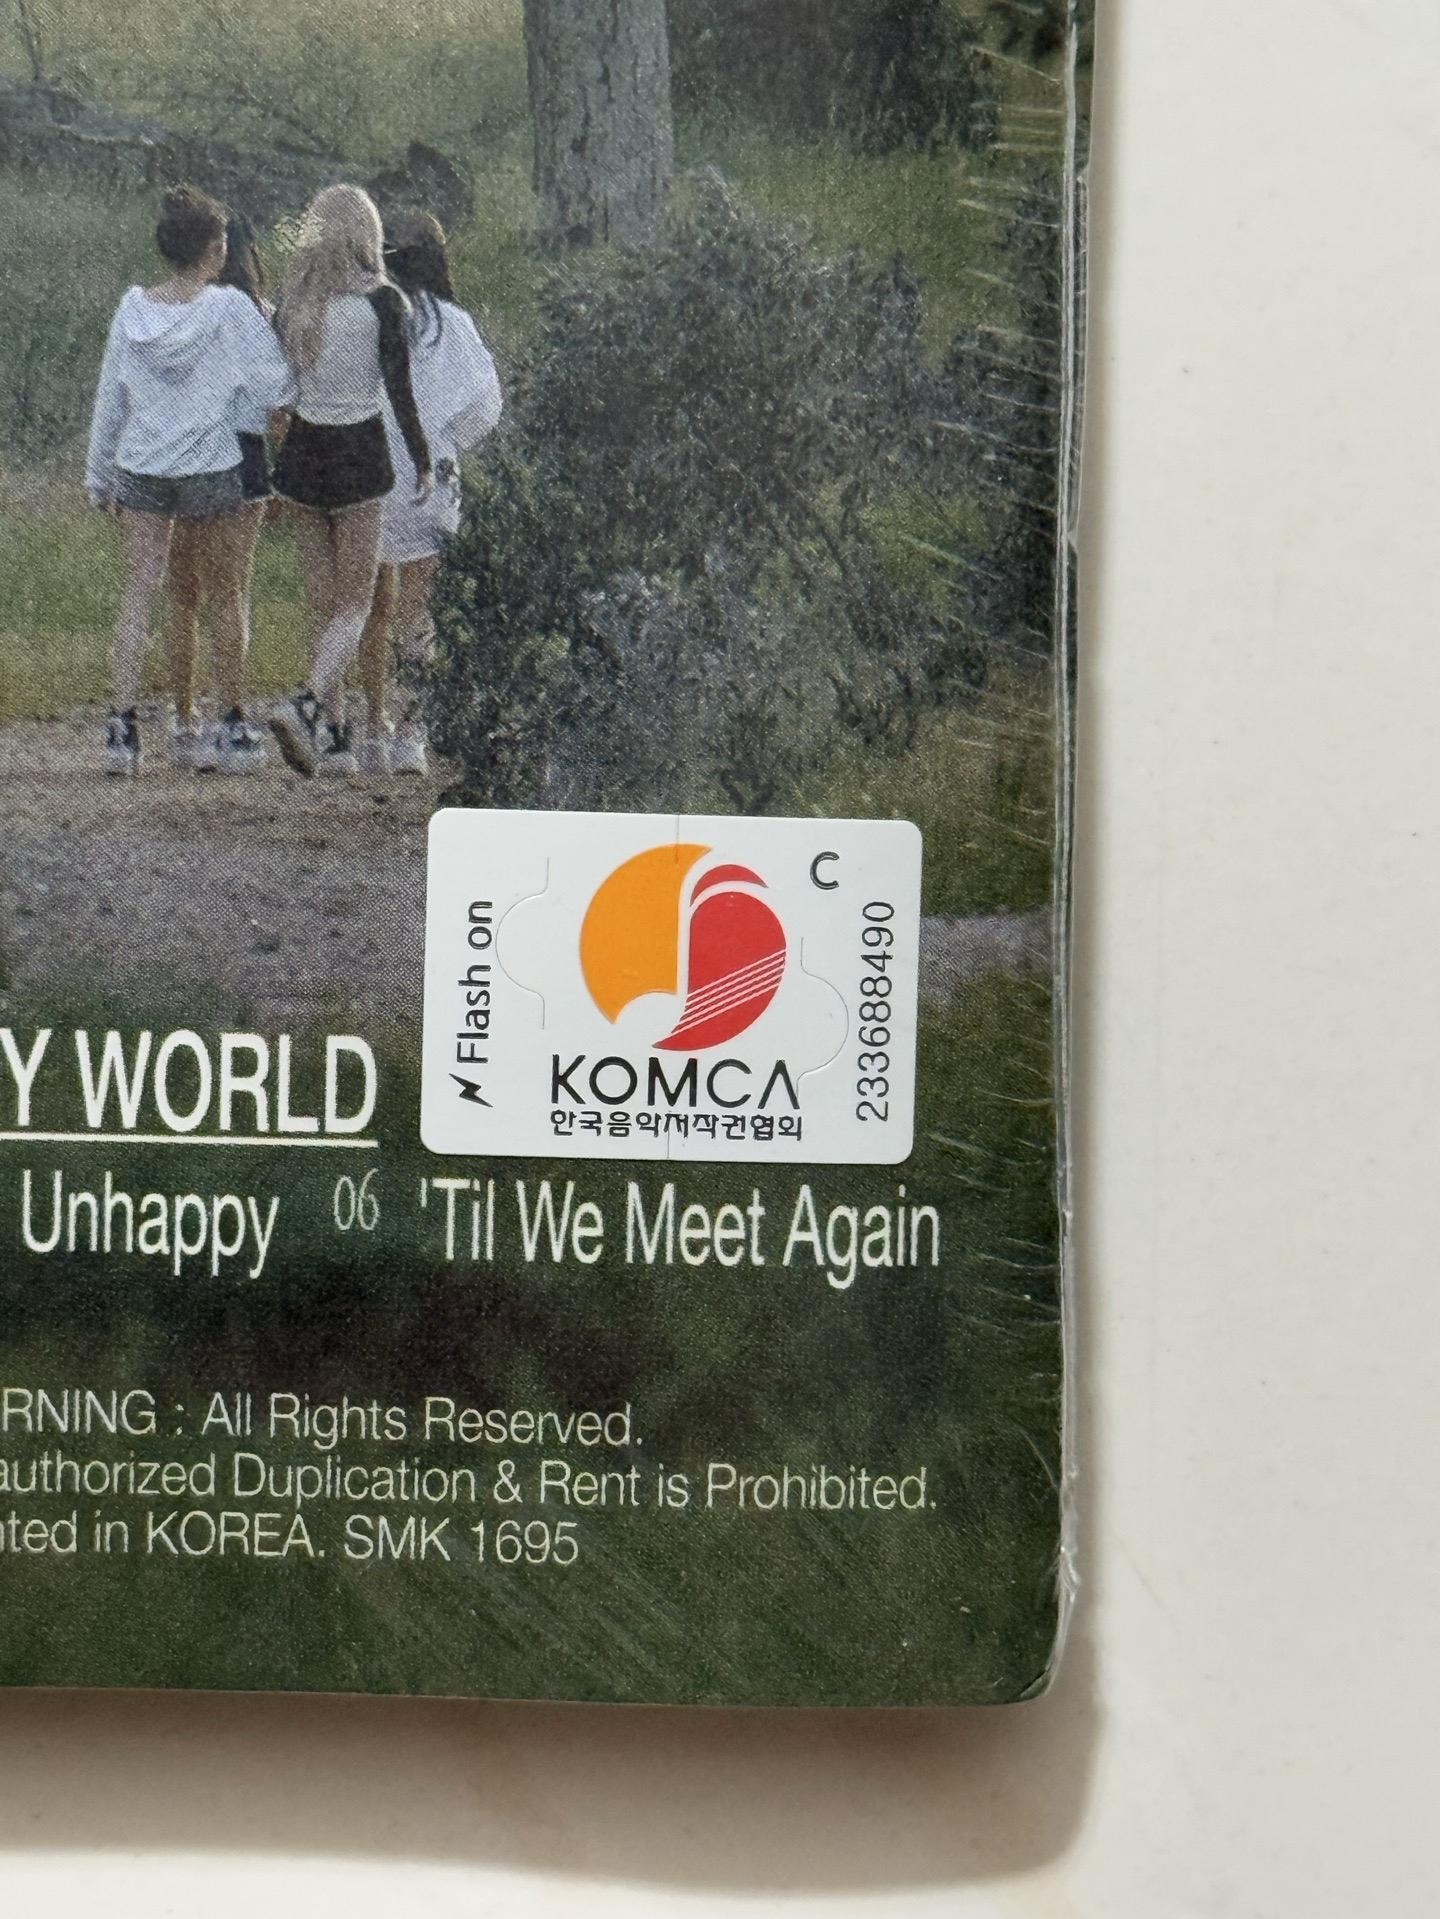 Flash on
C
KOMCA
한국음악저작권협회
233688490
Y WORLD
Unhappy 06 'Til We Meet Again
RNING : All Rights Reserved.
authorized Duplication & Rent is Prohibited.
nted in KOREA. SMK 1695